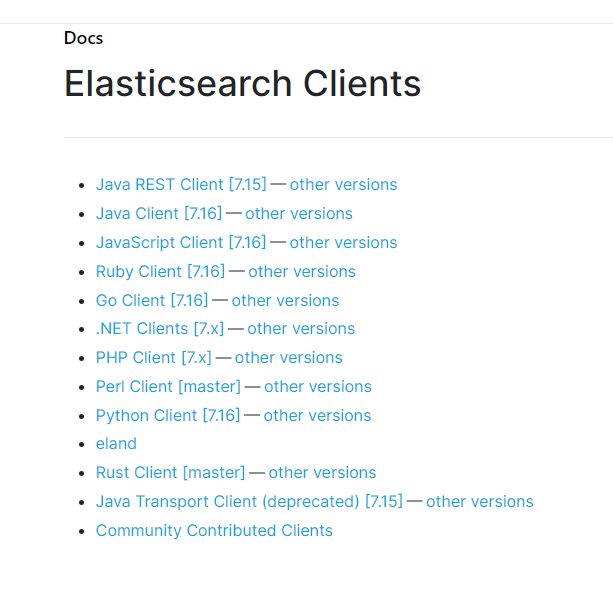 Docs
Elasticsearch Clients
Java REST Client [7.15] — other versions
Java Client [7.16] — other versions
JavaScript Client [7.16] — other versions
Ruby Client [7.16] — other versions
Go Client [7.16] — other versions
.NET Clients [7.x] — other versions
PHP Client [7.x] — other versions
Perl Client [master] — other versions
Python Client [7.16] — other versions
eland
Rust Client [master] — other versions
Java Transport Client (deprecated) [7.15] — other versions
Community Contributed Clients